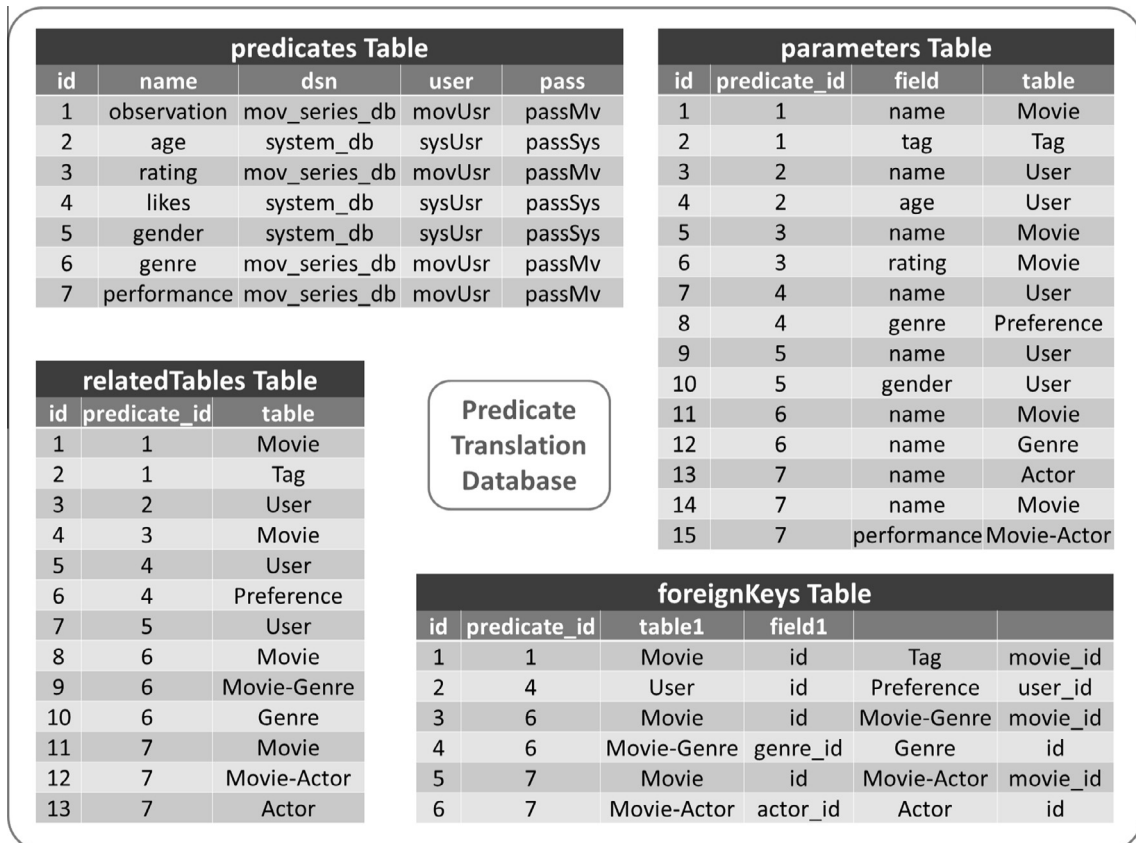 predicates Table
id name dsn user pass
1 observation mov_series_db movUsr passMv
2 age system_db sysUsr passSys
3 rating mov_series_db movUsr passMv
4 likes system_db sysUsr passSys
5 gender system_db sysUsr passSys
6 genre mov_series_db movUsr passMv
7 performance mov_series_db movUsr passMv
parameters Table
id predicate_id field table
1 1 name Movie
2 1 tag Tag
3 2 name User
4 2 age User
5 3 name Movie
6 3 rating Movie
7 4 name User
8 4 genre Preference
9 5 name User
10 5 gender User
11 6 name Movie
12 6 name Genre
13 7 name Actor
14 7 name Movie
15 7 performance Movie-Actor
relatedTables Table
id predicate_id table
1 1 Movie
2 1 Tag
3 2 User
4 3 Movie
5 4 User
6 4 Preference
7 5 User
8 6 Movie
9 6 Movie-Genre
10 6 Genre
11 7 Movie
12 7 Movie-Actor
13 7 Actor
Predicate
Translation
Database
foreignKeys Table
id predicate_id table1 field1
1 1 Movie id Tag movie_id
2 4 User id Preference user_id
3 6 Movie id Movie-Genre movie_id
4 6 Movie-Genre genre_id Genre id
5 7 Movie id Movie-Actor movie_id
6 7 Movie-Actor actor_id Actor id